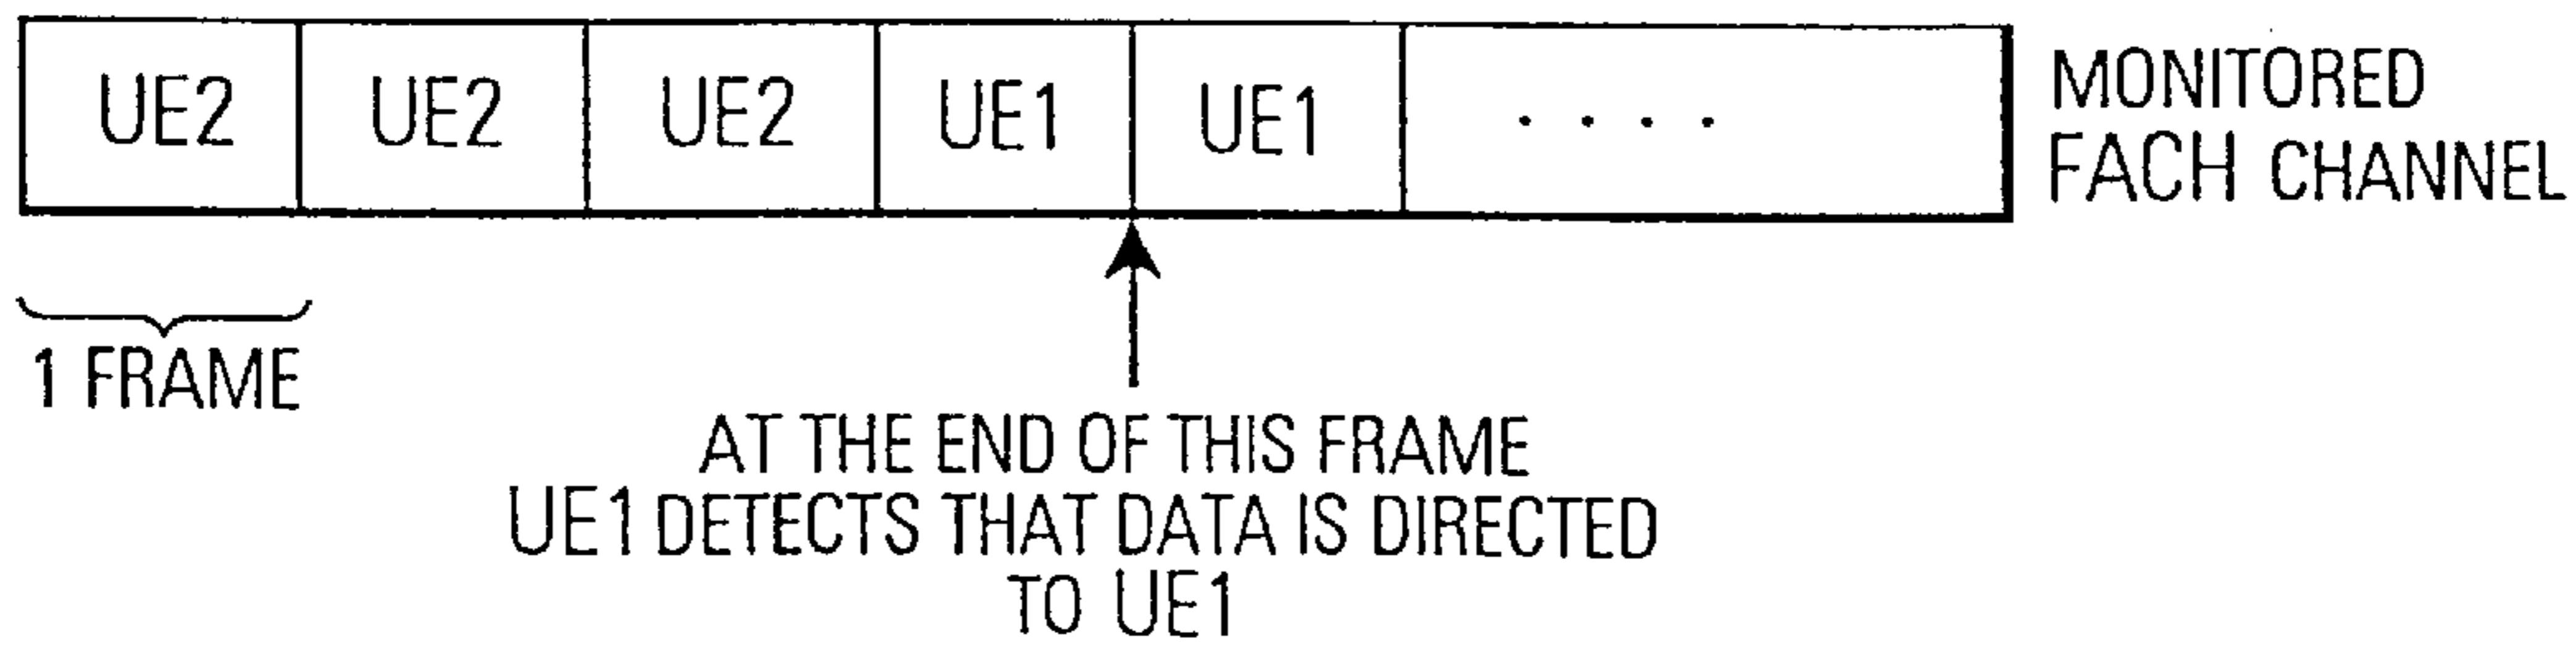 UE2 UE2 UE2 UE1 UE1 . . . .
MONITORED
FACH CHANNEL
1 FRAME
AT THE END OF THIS FRAME
UE1 DETECTS THAT DATA IS DIRECTED
TO UE1